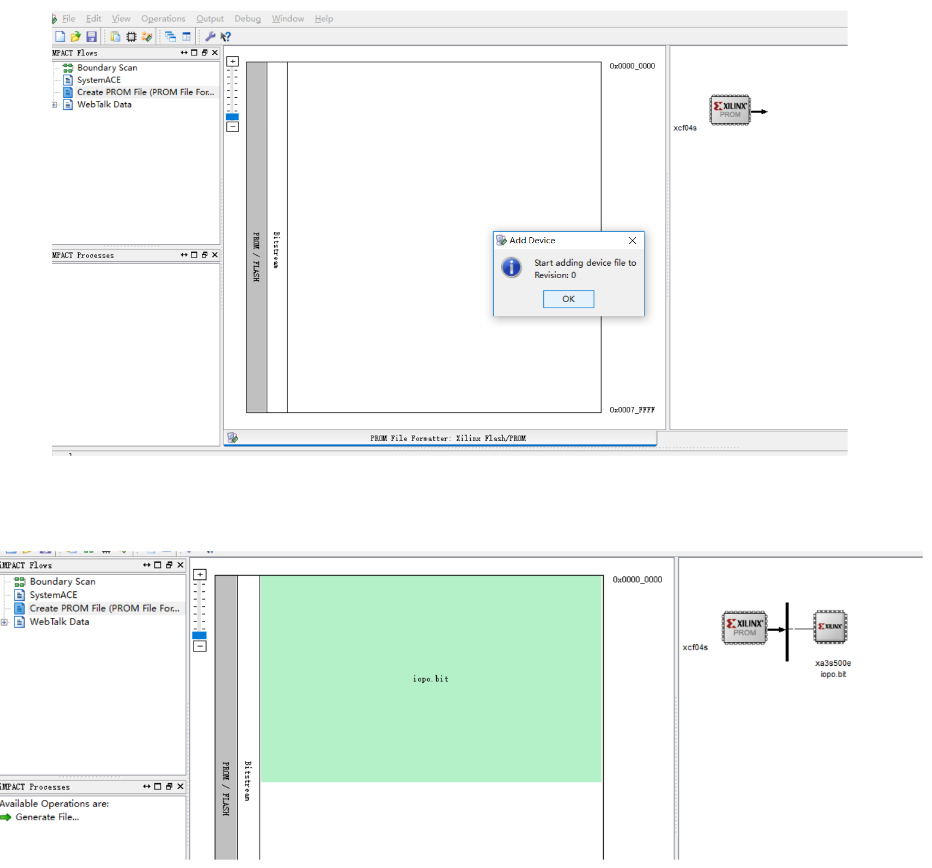 File Edit View Operations Output Debug Window Help
MPACT Flows
Boundary Scan
SystemACE
Create PROM File (PROM File For...
WebTalk Data
0x0000_0000
XILINX
PROM
xcf04s
PROM / FLASH
Bitstream
Add Device
Start adding device file to
Revision: 0
OK
MPACT Processes
0x0007_FFFF
PROM File Formatter: Xilinx Flash/PROM
iMPACT Flows
Boundary Scan
SystemACE
Create PROM File (PROM File For...
WebTalk Data
0x0000_0000
iopo.bit
XILINX
PROM
xcf04s
XILINX
xa3s500e
iopo.bit
PROM / FLASH
Bitstream
iMPACT Processes
Available Operations are:
Generate File...